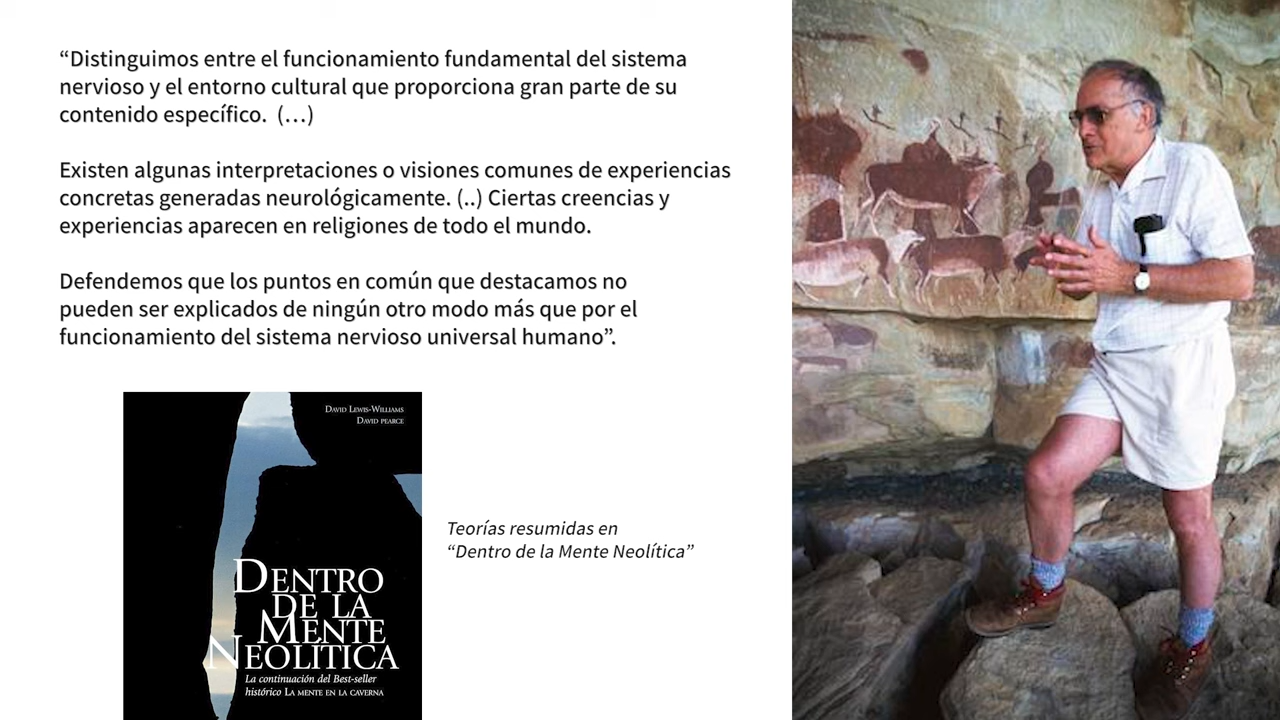 “Distinguimos entre el funcionamiento fundamental del sistema
nervioso y el entorno cultural que proporciona gran parte de su
contenido específico.  (…)
Existen algunas interpretaciones o visiones comunes de experiencias
concretas generadas neurológicamente. (..) Ciertas creencias y
experiencias aparecen en religiones de todo el mundo.
Defendemos que los puntos en común que destacamos no
pueden ser explicados de ningún otro modo más que por el
funcionamiento del sistema nervioso universal humano”.
David Lewis-Williams
David pearce
Dentro
de la
Mente
Neolítica
La continuación del Best-seller
histórico La mente en la caverna
Teorías resumidas en
“Dentro de la Mente Neolítica”